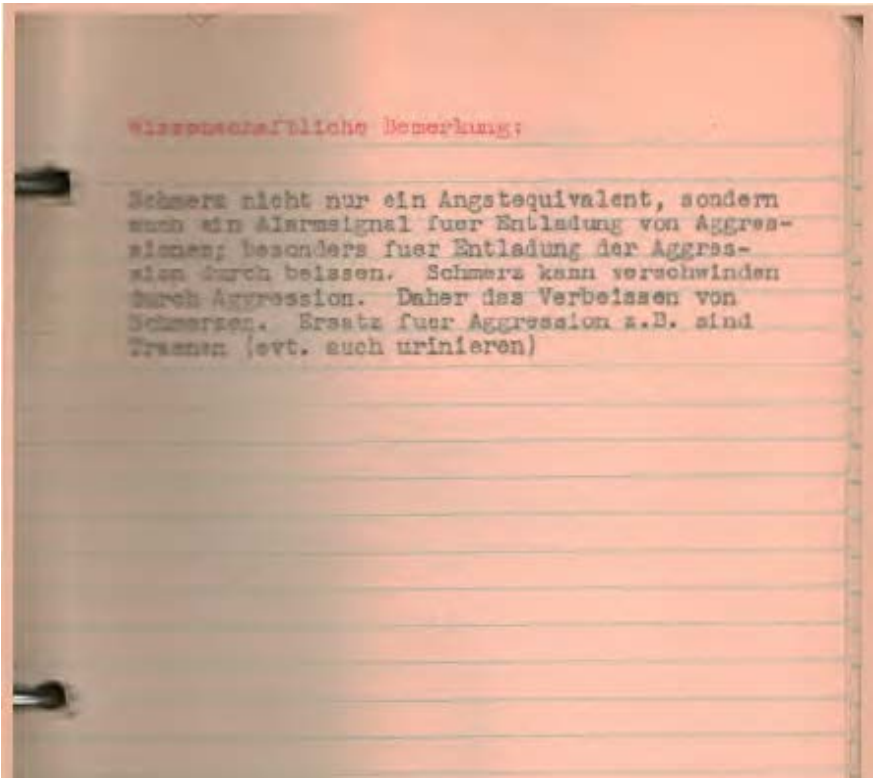 Wissenschaftliche Bemerkung:
Schmerz nicht nur ein Angstequivalent, sondern
auch ein Alarmsignal fuer Entladung von Aggres-
sionen; besonders fuer Entladung der Aggres-
sion durch beissen. Schmerz kann verschwinden
durch Aggression. Daher das Verbeissen von
Schmerzen. Ersatz fuer Aggression z.B. sind
Traenen (evt. auch urinieren)